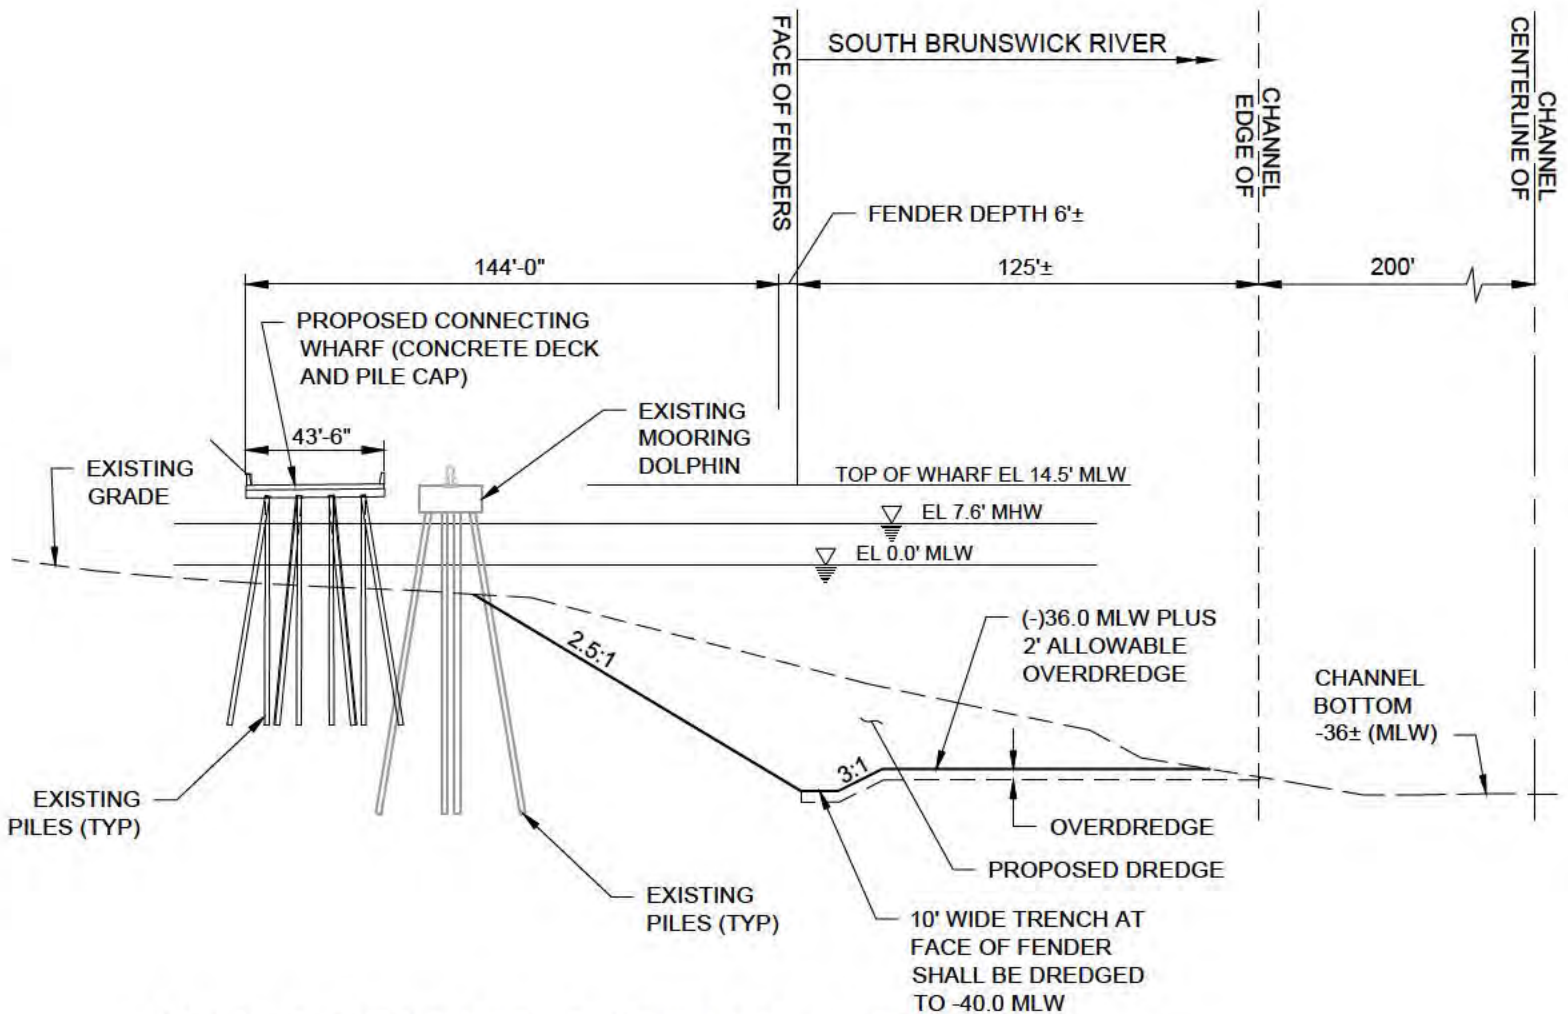 FACE OF FENDERS
SOUTH BRUNSWICK RIVER
EDGE OF
CHANNEL
CENTERLINE OF
CHANNEL
FENDER DEPTH 6'±
144'-0"
125'±
200'
PROPOSED CONNECTING
WHARF (CONCRETE DECK
AND PILE CAP)
43'-6"
EXISTING
MOORING
DOLPHIN
EXISTING
GRADE
TOP OF WHARF EL 14.5' MLW
EL 7.6' MHW
EL 0.0' MLW
2.5:1
(-)36.0 MLW PLUS
2' ALLOWABLE
OVERDREDGE
CHANNEL
BOTTOM
-36± (MLW)
3:1
EXISTING
PILES (TYP)
OVERDREDGE
PROPOSED DREDGE
EXISTING
PILES (TYP)
10' WIDE TRENCH AT
FACE OF FENDER
SHALL BE DREDGED
TO -40.0 MLW